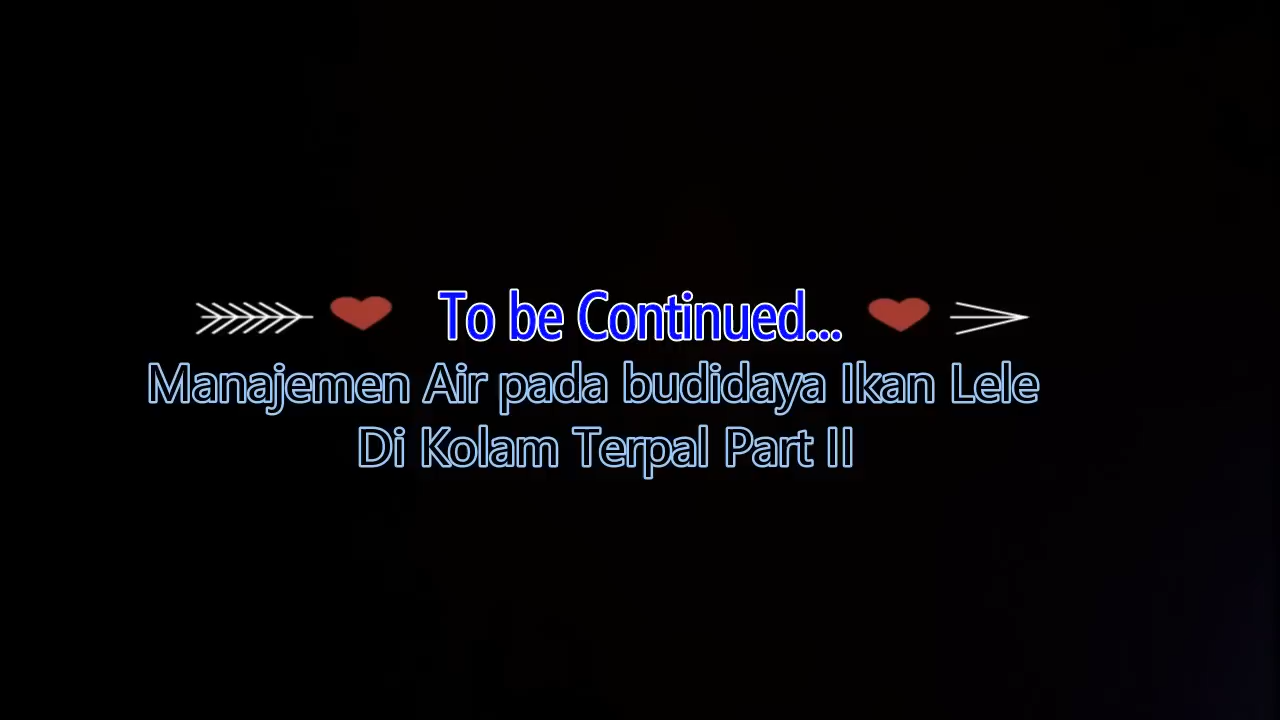 To be Continued...
Manajemen Air pada budidaya Ikan Lele
Di Kolam Terpal Part II